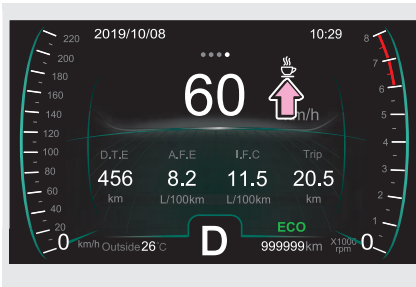 2019/10/08 10:29
60
m/h
D.T.E A.F.E I.F.C Trip
456 8.2 11.5 20.5
km L/100km L/100km km
ECO
Outside 26°C D 999999km
220
200
180
160
140
120
100
80
60
40
20
0 km/h
8
7
6
5
4
3
2
1
X1000 rpm 0